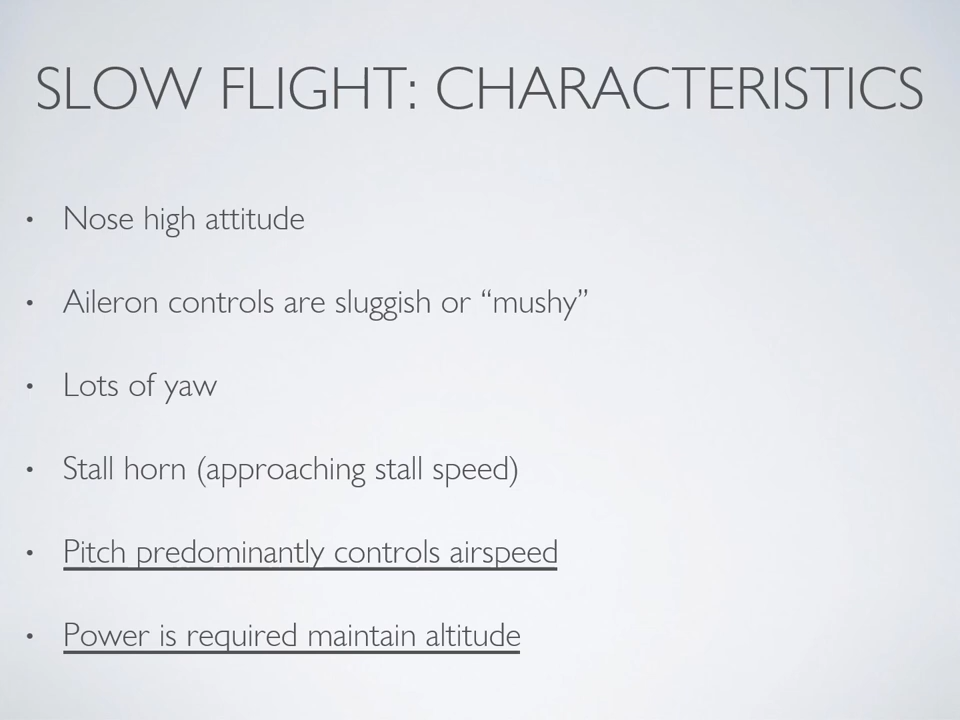 SLOW FLIGHT: CHARACTERISTICS
• Nose high attitude
• Aileron controls are sluggish or “mushy”
• Lots of yaw
• Stall horn (approaching stall speed)
• Pitch predominantly controls airspeed
• Power is required maintain altitude